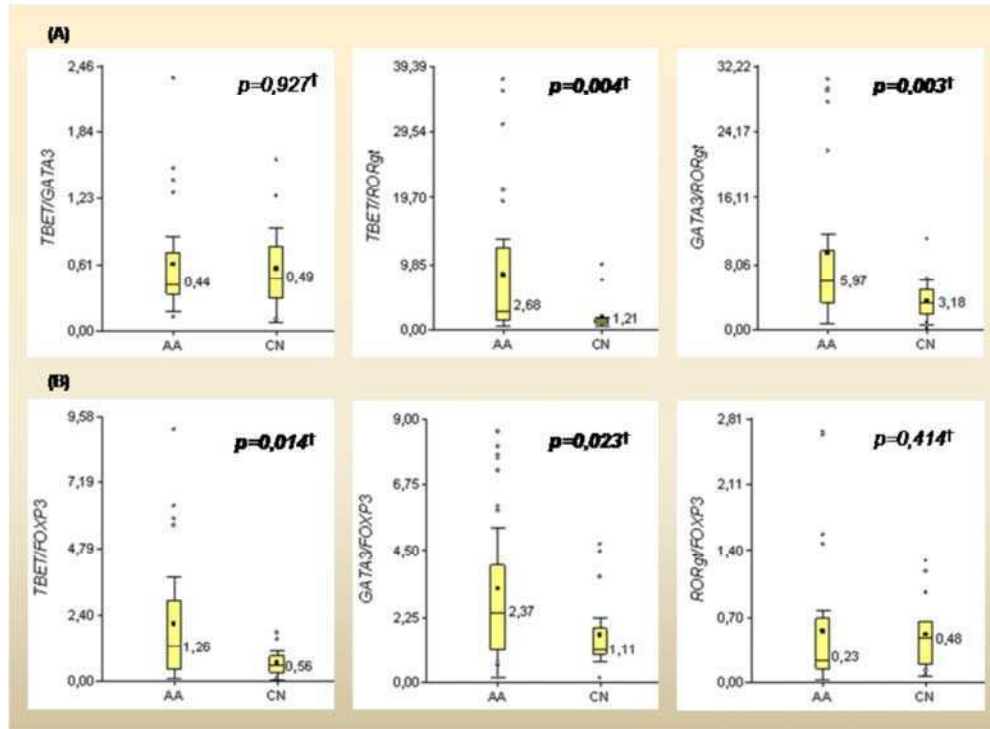 (A)
TBET/GATA3
2,46
1,84
1,23
0,61
0,00
p=0,927†
0,44
0,49
AA CN
TBET/RORgt
39,39
29,54
19,70
9,85
0,00
p=0,004†
2,68
1,21
AA CN
GATA3/RORgt
32,22
24,17
16,11
8,06
0,00
p=0,003†
5,97
3,18
AA CN
(B)
TBET/FOXP3
9,58
7,19
4,79
2,40
0,00
p=0,014†
1,26
0,56
AA CN
GATA3/FOXP3
9,00
6,75
4,50
2,25
0,00
p=0,023†
2,37
1,11
AA CN
RORgt/FOXP3
2,81
2,11
1,40
0,70
0,00
p=0,414†
0,23
0,48
AA CN